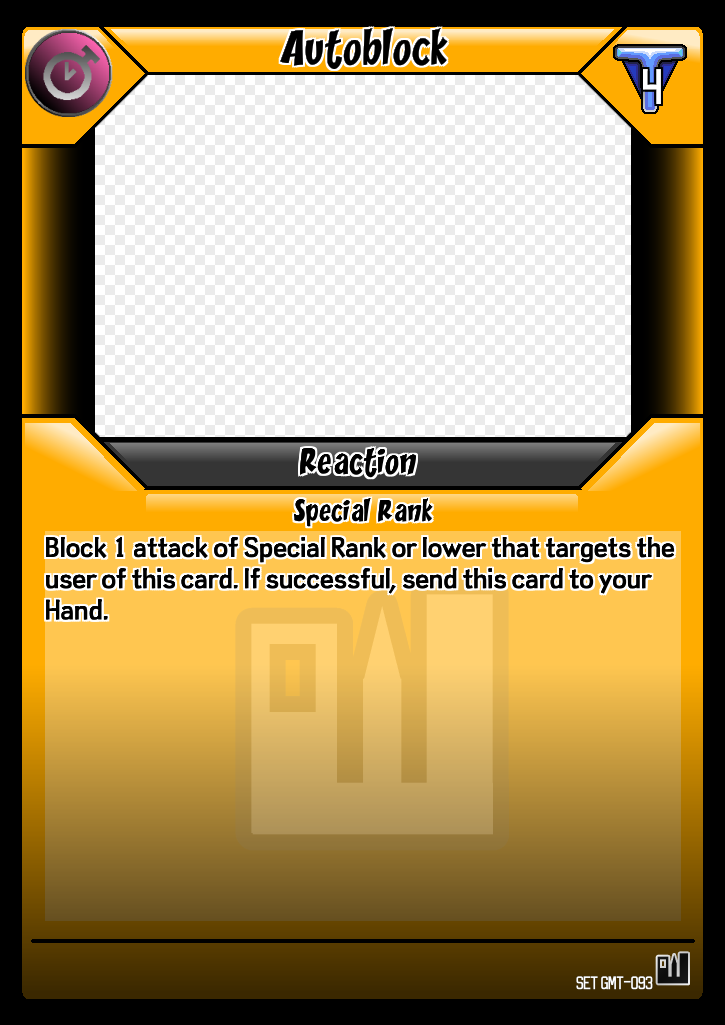 Autoblock
4
Reaction
Special Rank
Block 1 attack of Special Rank or lower that targets the
user of this card. If successful, send this card to your
Hand.
SET GMT-093